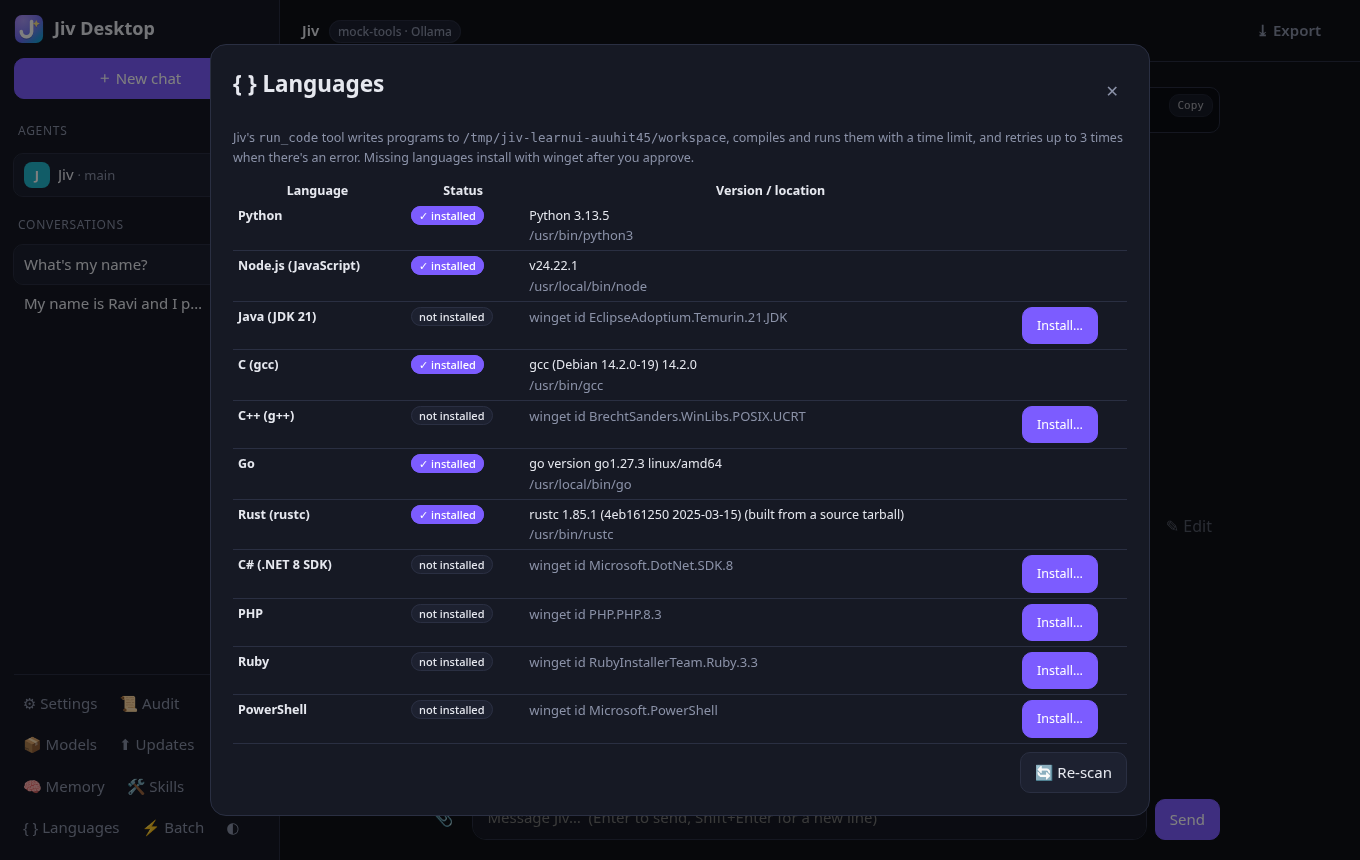 Jiv Desktop
+ New chat
AGENTS
J Jiv · main
CONVERSATIONS
What's my name?
My name is Ravi and I p...
⚙ Settings 📜 Audit
📦 Models ⬆ Updates
🧠 Memory 🛠️ Skills
{ } Languages ⚡ Batch
Jiv mock-tools · Ollama
⤓ Export
Copy
{ } Languages
×
Jiv's run_code tool writes programs to /tmp/jiv-learnui-auuhit45/workspace, compiles and runs them with a time limit, and retries up to 3 times
when there's an error. Missing languages install with winget after you approve.
Language Status Version / location
Python ✓ installed Python 3.13.5
/usr/bin/python3
Node.js (JavaScript) ✓ installed v24.22.1
/usr/local/bin/node
Java (JDK 21) not installed winget id EclipseAdoptium.Temurin.21.JDK Install...
C (gcc) ✓ installed gcc (Debian 14.2.0-19) 14.2.0
/usr/bin/gcc
C++ (g++) not installed winget id BrechtSanders.WinLibs.POSIX.UCRT Install...
Go ✓ installed go version go1.27.3 linux/amd64
/usr/local/bin/go
Rust (rustc) ✓ installed rustc 1.85.1 (4eb161250 2025-03-15) (built from a source tarball)
/usr/bin/rustc
C# (.NET 8 SDK) not installed winget id Microsoft.DotNet.SDK.8 Install...
PHP not installed winget id PHP.PHP.8.3 Install...
Ruby not installed winget id RubyInstallerTeam.Ruby.3.3 Install...
PowerShell not installed winget id Microsoft.PowerShell Install...
🔄 Re-scan
✎ Edit
Message Jiv... (Enter to send, Shift+Enter for a new line)
Send